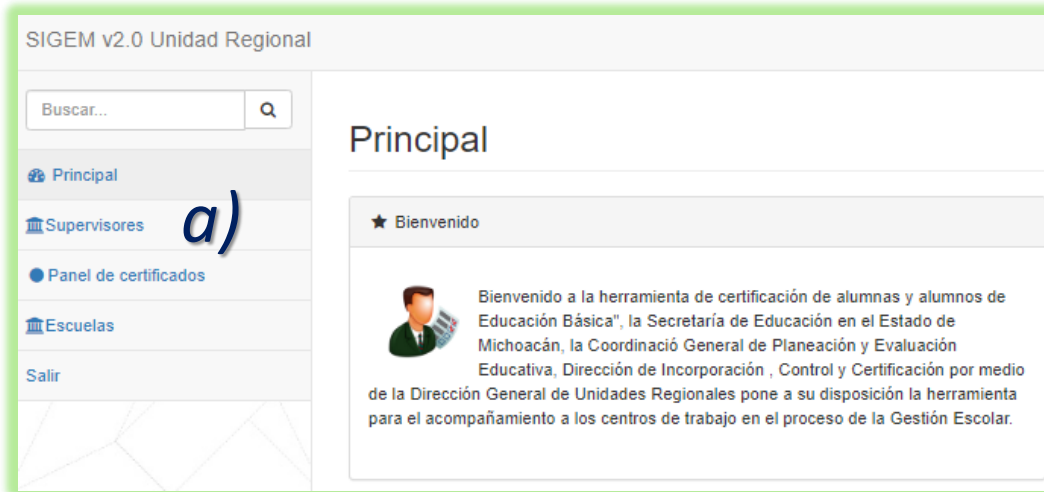 SIGEM v2.0 Unidad Regional
Buscar...
Principal
Supervisores
a)
Panel de certificados
Escuelas
Salir
Principal
Bienvenido
Bienvenido a la herramienta de certificación de alumnas y alumnos de
Educación Básica", la Secretaría de Educación en el Estado de
Michoacán, la Coordinació General de Planeación y Evaluación
Educativa, Dirección de Incorporación , Control y Certificación por medio
de la Dirección General de Unidades Regionales pone a su disposición la herramienta
para el acompañamiento a los centros de trabajo en el proceso de la Gestión Escolar.